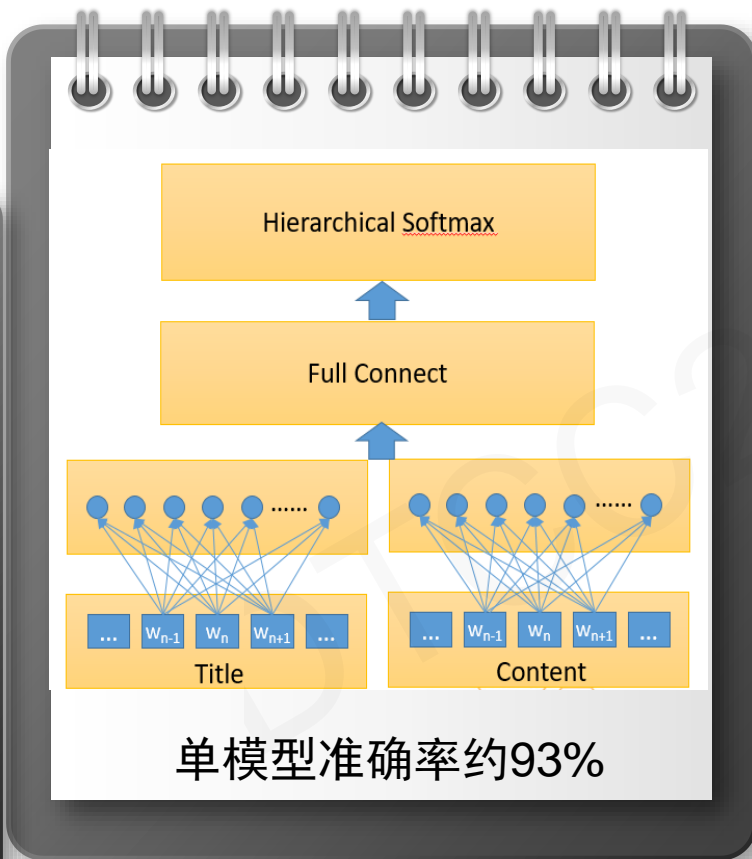 Hierarchical Softmax
Full Connect
...... ......
... wn-1 wn wn+1 ...
Title
... wn-1 wn wn+1 ...
Content
单模型准确率约93%